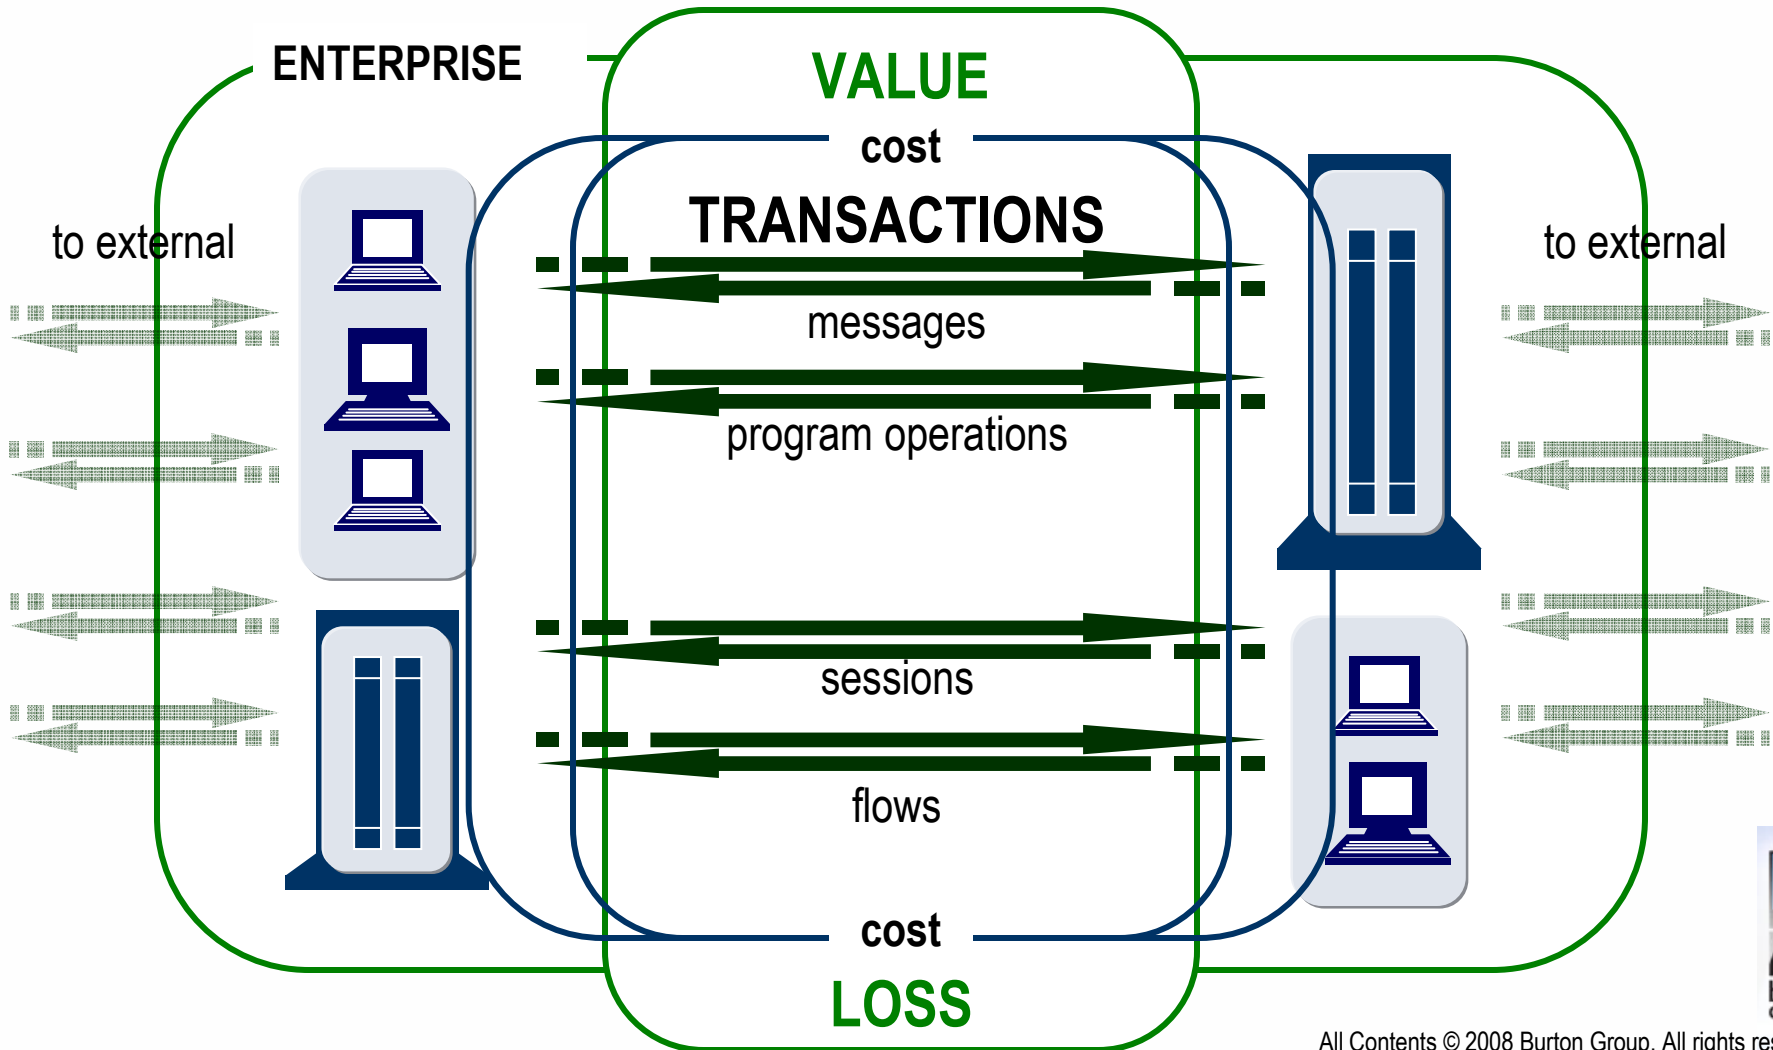 ENTERPRISE
VALUE
cost
TRANSACTIONS
to external
to external
messages
program operations
sessions
flows
cost
LOSS
All Contents © 2008 Burton Group. All rights